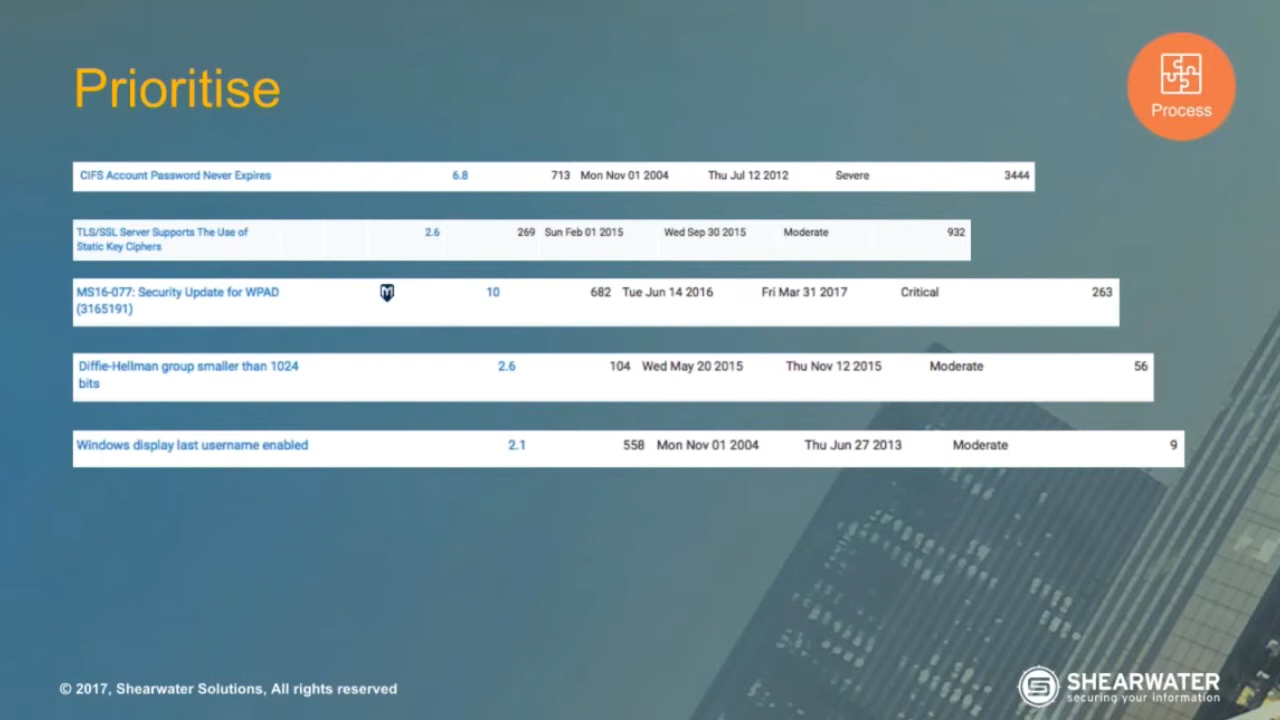 Prioritise
Process
CIFS Account Password Never Expires 6.8 713 Mon Nov 01 2004 Thu Jul 12 2012 Severe 3444
TLS/SSL Server Supports The Use of 2.6 269 Sun Feb 01 2015 Wed Sep 30 2015 Moderate 932
Static Key Ciphers
MS16-077: Security Update for WPAD 10 682 Tue Jun 14 2016 Fri Mar 31 2017 Critical 263
(3165191)
Diffie-Hellman group smaller than 1024 2.6 104 Wed May 20 2015 Thu Nov 12 2015 Moderate 56
bits
Windows display last username enabled 2.1 558 Mon Nov 01 2004 Thu Jun 27 2013 Moderate 9
© 2017, Shearwater Solutions, All rights reserved
SHEARWATER
securing your information